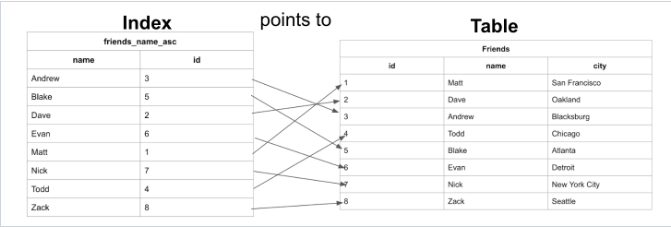 Index points to Table
friends_name_asc
name id
Andrew 3
Blake 5
Dave 2
Evan 6
Matt 1
Nick 7
Todd 4
Zack 8
Friends
id name city
1 Matt San Francisco
2 Dave Oakland
3 Andrew Blacksburg
4 Todd Chicago
5 Blake Atlanta
6 Evan Detroit
7 Nick New York City
8 Zack Seattle